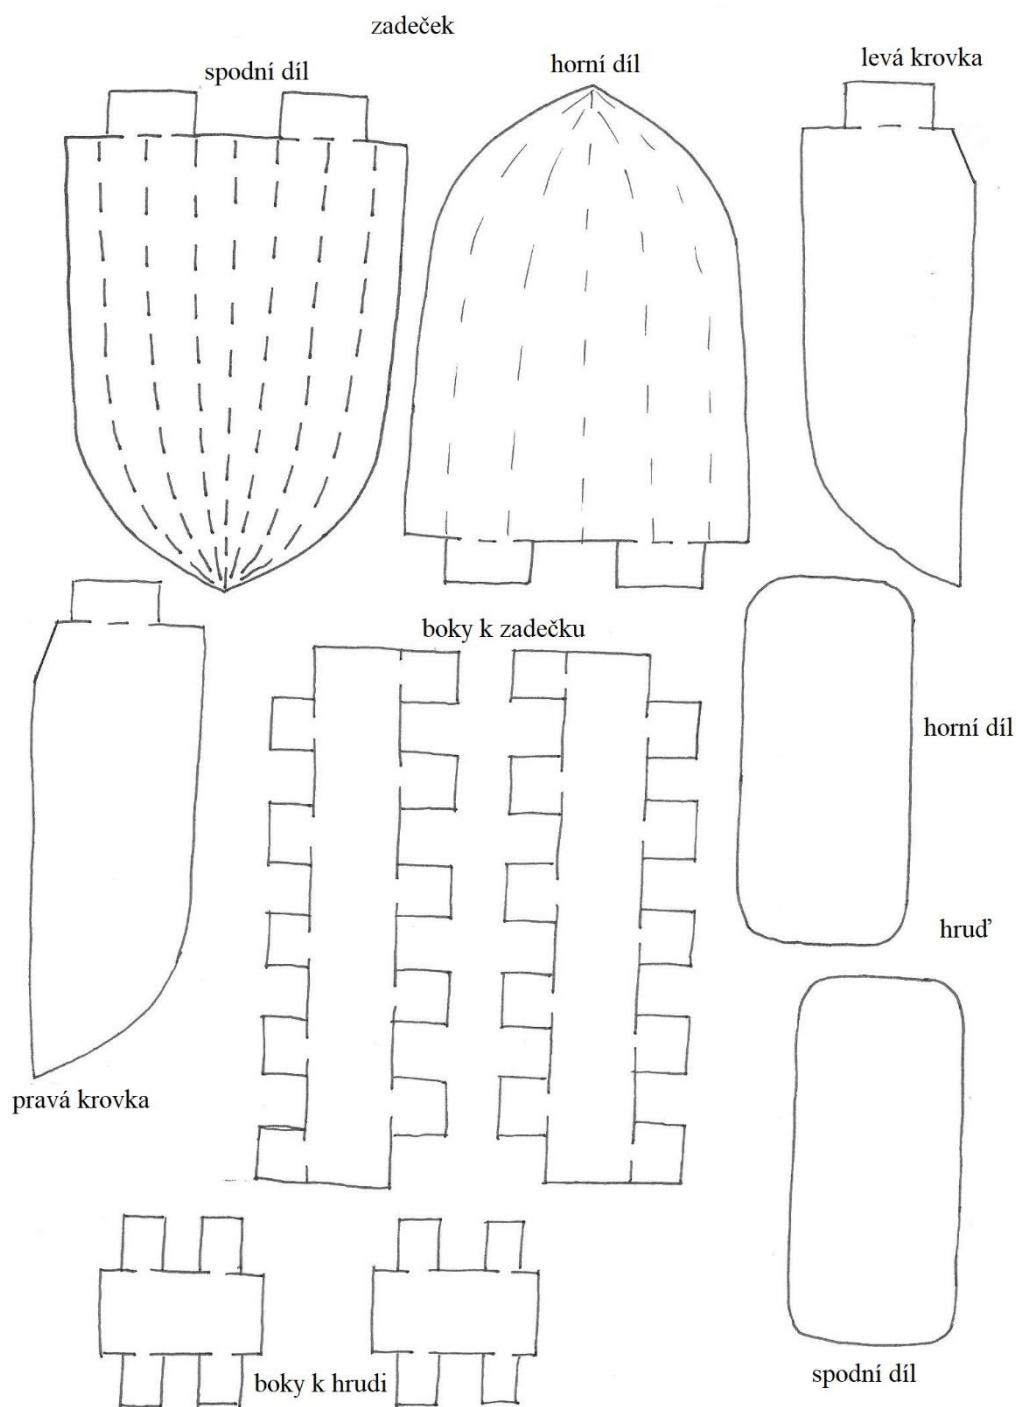 zadeček
spodní díl
horní díl
levá krovka
boky k zadečku
horní díl
hruď
pravá krovka
boky k hrudi
spodní díl